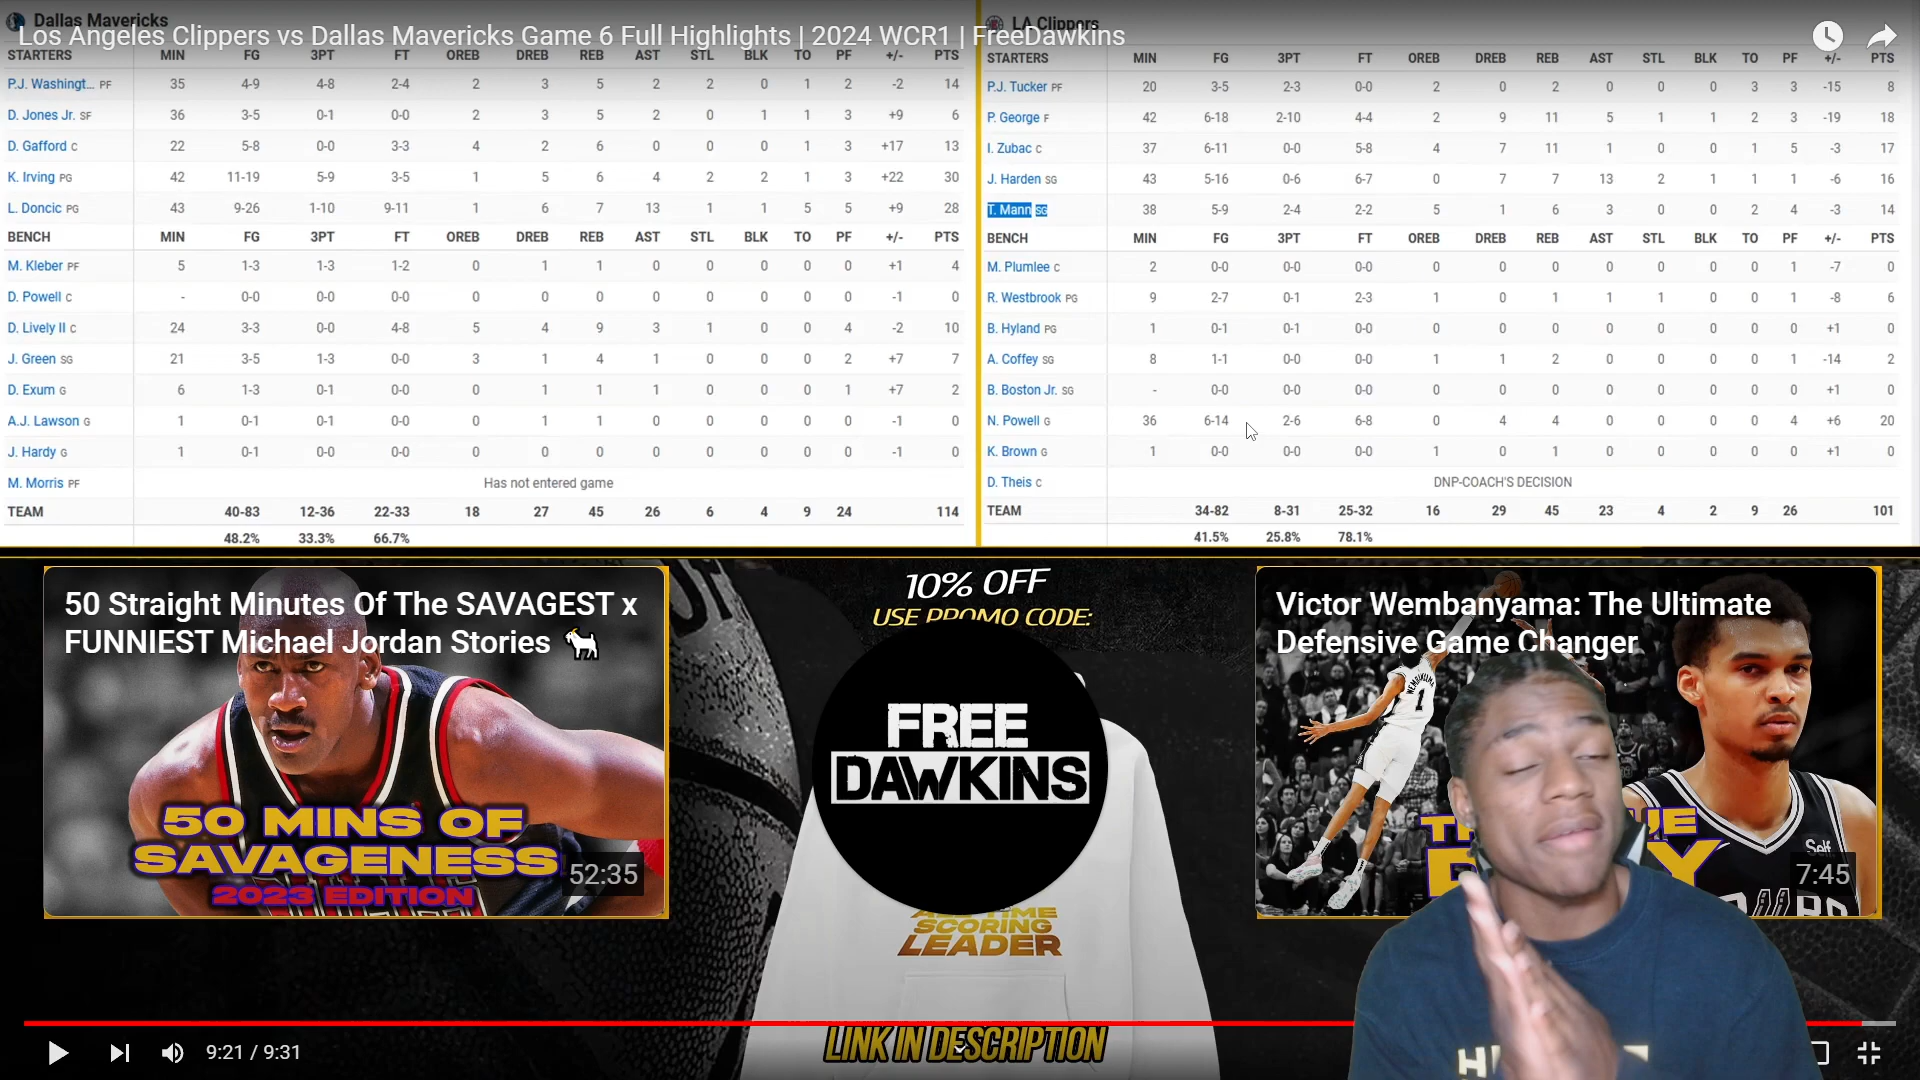 Dallas Mavericks
LA Clippers
Los Angeles Clippers vs Dallas Mavericks Game 6 Full Highlights | 2024 WCR1 | FreeDawkins
STARTERS MIN FG 3PT FT OREB DREB REB AST STL BLK TO PF +/- PTS
P.J. Washingt... PF 35 4-9 4-8 2-4 2 3 5 2 2 0 1 2 -2 14
D. Jones Jr. SF 36 3-5 0-1 0-0 2 3 5 2 0 1 1 3 +9 6
D. Gafford C 22 5-8 0-0 3-3 4 2 6 0 0 0 1 3 +17 13
K. Irving PG 42 11-19 5-9 3-5 1 5 6 4 2 2 1 3 +22 30
L. Doncic PG 43 9-26 1-10 9-11 1 6 7 13 1 1 5 5 +9 28
BENCH MIN FG 3PT FT OREB DREB REB AST STL BLK TO PF +/- PTS
M. Kleber PF 5 1-3 1-3 1-2 0 1 1 0 0 0 0 0 +1 4
D. Powell C - 0-0 0-0 0-0 0 0 0 0 0 0 0 0 -1 0
D. Lively II C 24 3-3 0-0 4-8 5 4 9 3 1 0 0 4 -2 10
J. Green SG 21 3-5 1-3 0-0 3 1 4 1 0 0 0 2 +7 7
D. Exum G 6 1-3 0-1 0-0 0 1 1 1 0 0 0 1 +7 2
A.J. Lawson G 1 0-1 0-1 0-0 0 1 1 0 0 0 0 0 -1 0
J. Hardy G 1 0-1 0-0 0-0 0 0 0 0 0 0 0 0 -1 0
M. Morris PF Has not entered game
TEAM 40-83 12-36 22-33 18 27 45 26 6 4 9 24 114
48.2% 33.3% 66.7%
STARTERS MIN FG 3PT FT OREB DREB REB AST STL BLK TO PF +/- PTS
P.J. Tucker PF 20 3-5 2-3 0-0 2 0 2 0 0 0 3 3 -15 8
P. George F 42 6-18 2-10 4-4 2 9 11 5 1 1 2 3 -19 18
I. Zubac C 37 6-11 0-0 5-8 4 7 11 1 0 0 1 5 -3 17
J. Harden SG 43 5-16 0-6 6-7 0 7 7 13 2 1 1 1 -6 16
T. Mann SG 38 5-9 2-4 2-2 5 1 6 3 0 0 2 4 -3 14
BENCH MIN FG 3PT FT OREB DREB REB AST STL BLK TO PF +/- PTS
M. Plumlee C 2 0-0 0-0 0-0 0 0 0 0 0 0 0 1 -7 0
R. Westbrook PG 9 2-7 0-1 2-3 1 0 1 1 1 0 0 1 -8 6
B. Hyland PG 1 0-1 0-1 0-0 0 0 0 0 0 0 0 0 +1 0
A. Coffey SG 8 1-1 0-0 0-0 1 1 2 0 0 0 0 1 -14 2
B. Boston Jr. SG - 0-0 0-0 0-0 0 0 0 0 0 0 0 0 +1 0
N. Powell G 36 6-14 2-6 6-8 0 4 4 0 0 0 0 4 +6 20
K. Brown G 1 0-0 0-0 0-0 1 0 1 0 0 0 0 0 +1 0
D. Theis C DNP-COACH'S DECISION
TEAM 34-82 8-31 25-32 16 29 45 23 4 2 9 26 101
41.5% 25.8% 78.1%
50 Straight Minutes Of The SAVAGEST x
FUNNIEST Michael Jordan Stories
50 MINS OF
SAVAGENESS
2023 EDITION
52:35
10% OFF
USE PROMO CODE:
FREE
DAWKINS
ALL TIME
SCORING
LEADER
LINK IN DESCRIPTION
Victor Wembanyama: The Ultimate
Defensive Game Changer
WEMBANYAMA
1
Self
7:45
9:21 / 9:31